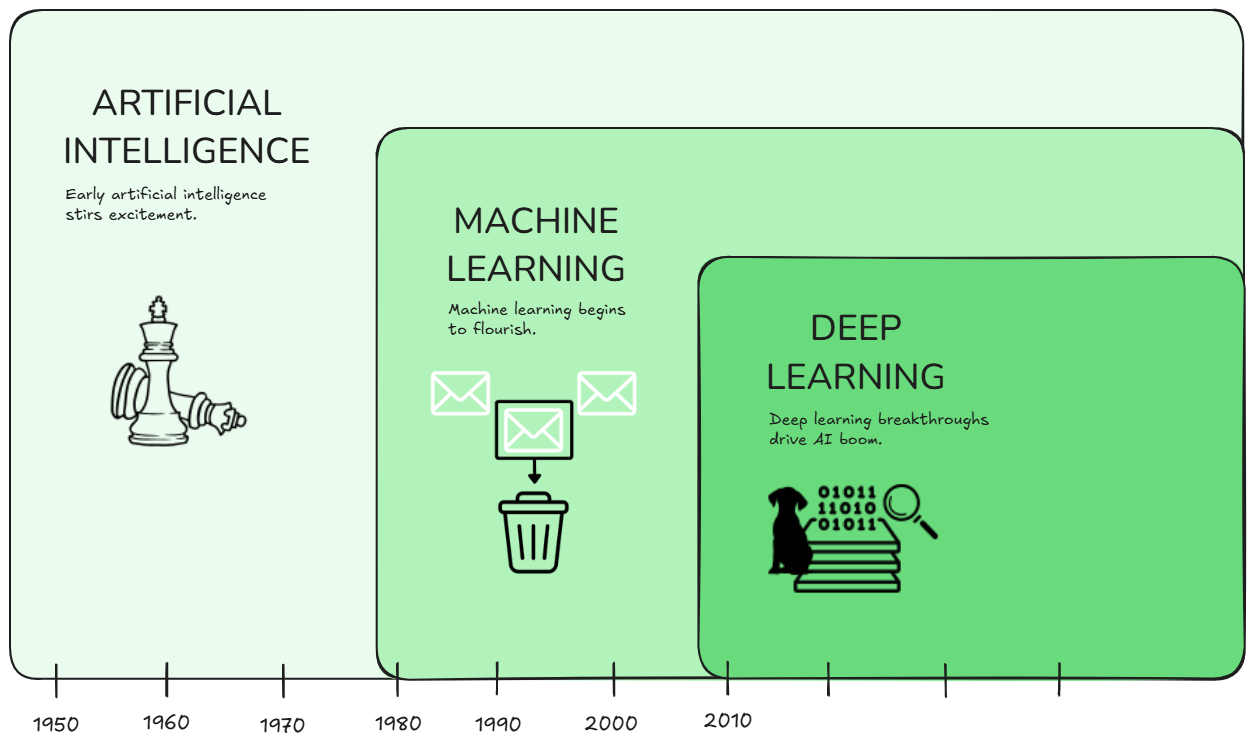 ARTIFICIAL
INTELLIGENCE
Early artificial intelligence
stirs excitement.
MACHINE
LEARNING
Machine learning begins
to flourish.
DEEP
LEARNING
Deep learning breakthroughs
drive AI boom.
01011
11010
01011
1950 1960 1970 1980 1990 2000 2010